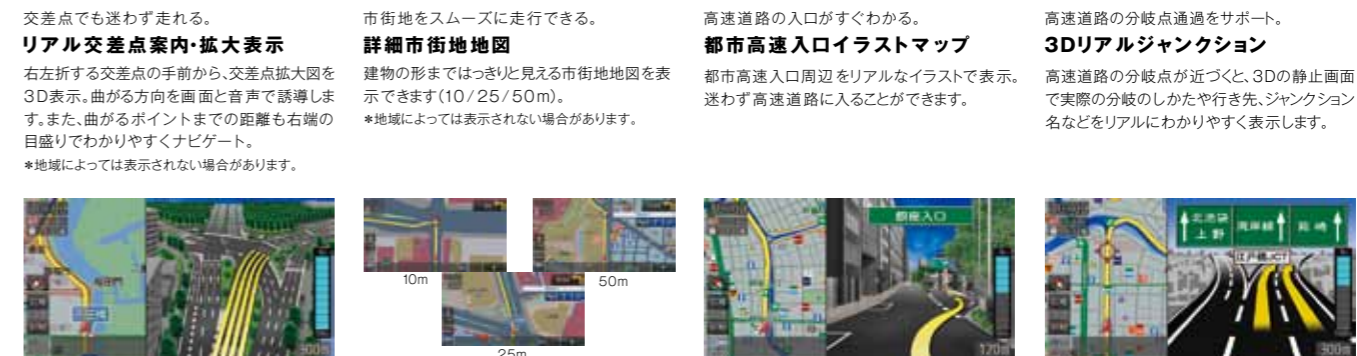 交差点でも迷わず走れる。
リアル交差点案内・拡大表示
右左折する交差点の手前から、交差点拡大図を
3D表示。曲がる方向を画面と音声で誘導しま
す。また、曲がるポイントまでの距離も右端の
目盛りでわかりやすくナビゲート。
*地域によっては表示されない場合があります。
300m
市街地をスムーズに走行できる。
詳細市街地地図
建物の形まではっきりと見える市街地地図を表
示できます(10/25/50m)。
*地域によっては表示されない場合があります。
10m
50m
25m
高速道路の入口がすぐわかる。
都市高速入口イラストマップ
都市高速入口周辺をリアルなイラストで表示。
迷わず高速道路に入ることができます。
銀座入口
120m
高速道路の分岐点通過をサポート。
3Dリアルジャンクション
高速道路の分岐点が近づくと、3Dの静止画面
で実際の分岐のしかたや行き先、ジャンクション
名などをリアルにわかりやすく表示します。
北池袋
上野
湾岸線
箱崎
江戸橋JCT
300m